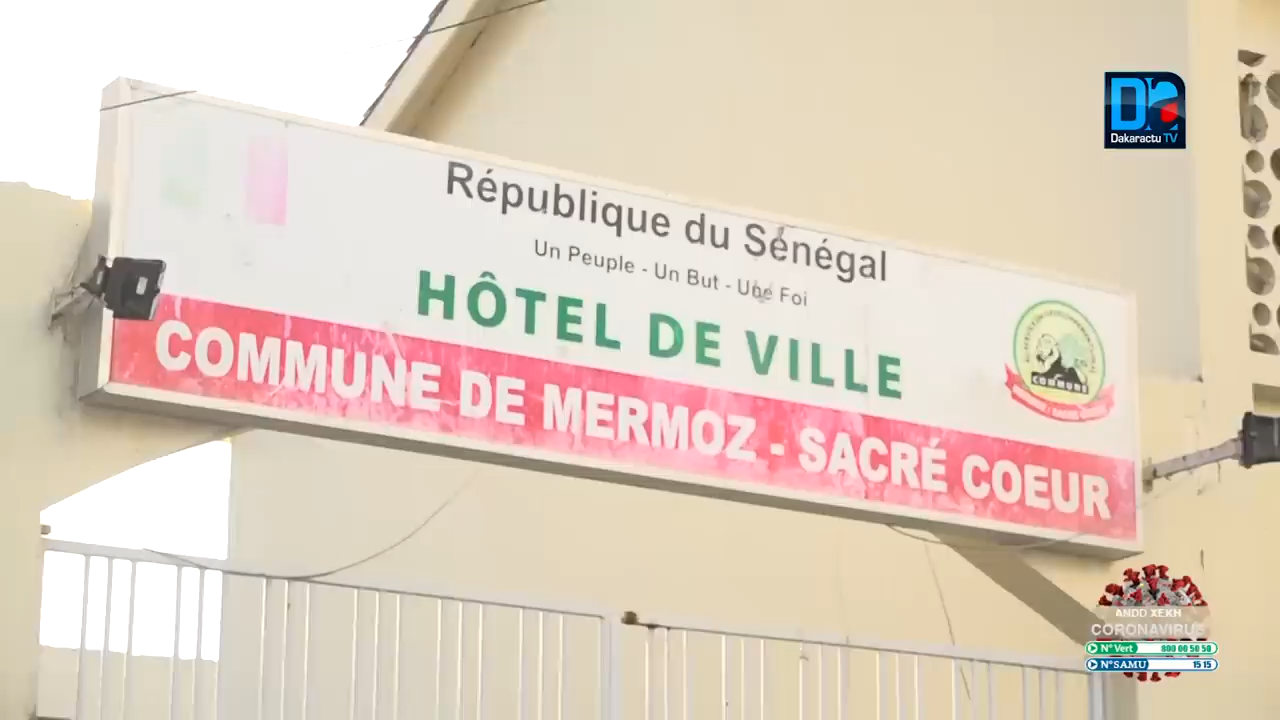 Dakaractu TV
République du Sénégal
Un Peuple - Un But - Une Foi
HÔTEL DE VILLE
COMMUNE DE MERMOZ - SACRÉ COEUR
COMMUNE
ANDD XEKH
CORONAVIRUS
N° Vert 800 00 50 50
N° SAMU 15 15